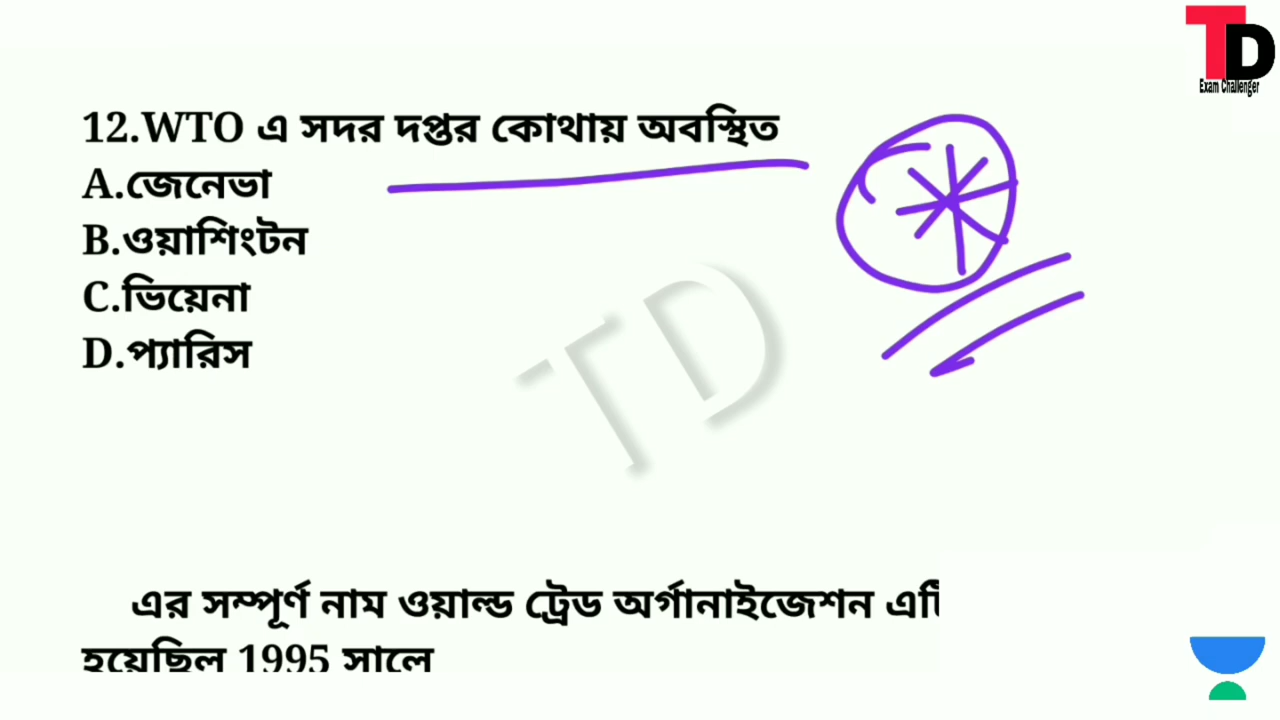 TD
Exam Challenger
12.WTO এ সদর দপ্তর কোথায় অবস্থিত
A.জেনেভা
B.ওয়াশিংটন
C.ভিয়েনা
D.প্যারিস
TD
এর সম্পূর্ণ নাম ওয়াল্ড ট্রেড অর্গানাইজেশন
হয়েছিল 1995 সালে